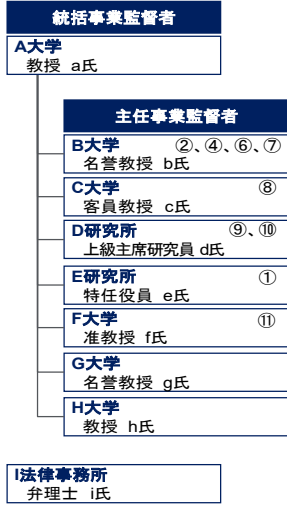 統括事業監督者
A大学
教授 a氏
主任事業監督者
B大学 ②、④、⑥、⑦
名誉教授 b氏
C大学 ⑧
客員教授 c氏
D研究所 ⑨、⑩
上級主席研究員 d氏
E研究所 ①
特任役員 e氏
F大学 ⑪
准教授 f氏
G大学
名誉教授 g氏
H大学
教授 h氏
I法律事務所
弁理士 i氏